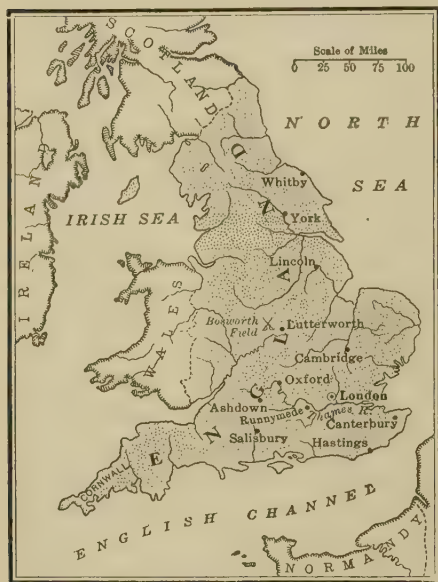 SCOTLAND
Scale of Miles
0 25 50 75 100
NORTH
SEA
IRELAND
IRISH SEA
Whitby
York
Lincoln
WALES
Bosworth
Field
Lutterworth
Cambridge
Oxford
London
Ashdown
Runnymede
Thames R.
Canterbury
Salisbury
Hastings
ENGLAND
CORNWALL
ENGLISH CHANNEL
NORMANDY